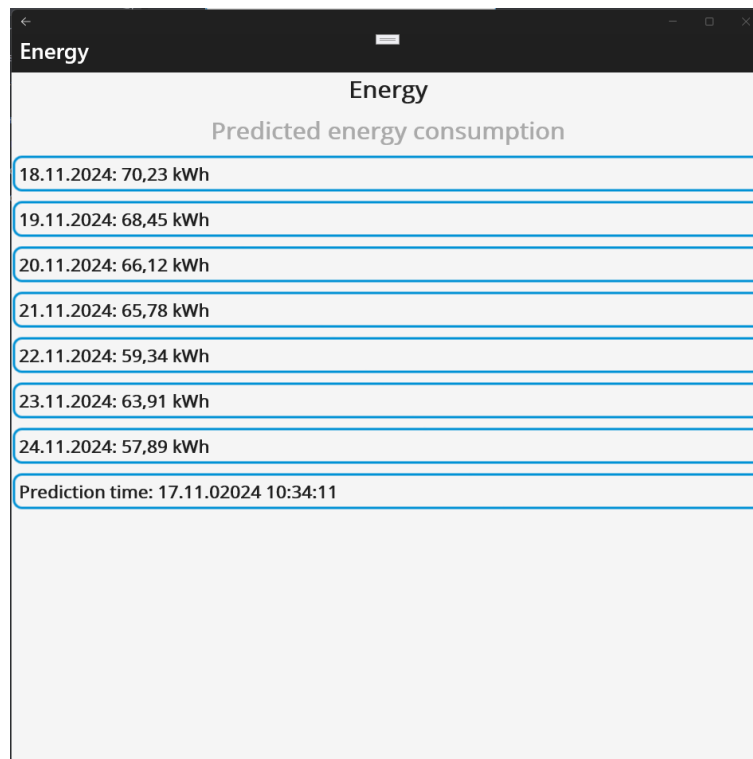 Energy
Energy
Predicted energy consumption
18.11.2024: 70,23 kWh
19.11.2024: 68,45 kWh
20.11.2024: 66,12 kWh
21.11.2024: 65,78 kWh
22.11.2024: 59,34 kWh
23.11.2024: 63,91 kWh
24.11.2024: 57,89 kWh
Prediction time: 17.11.02024 10:34:11